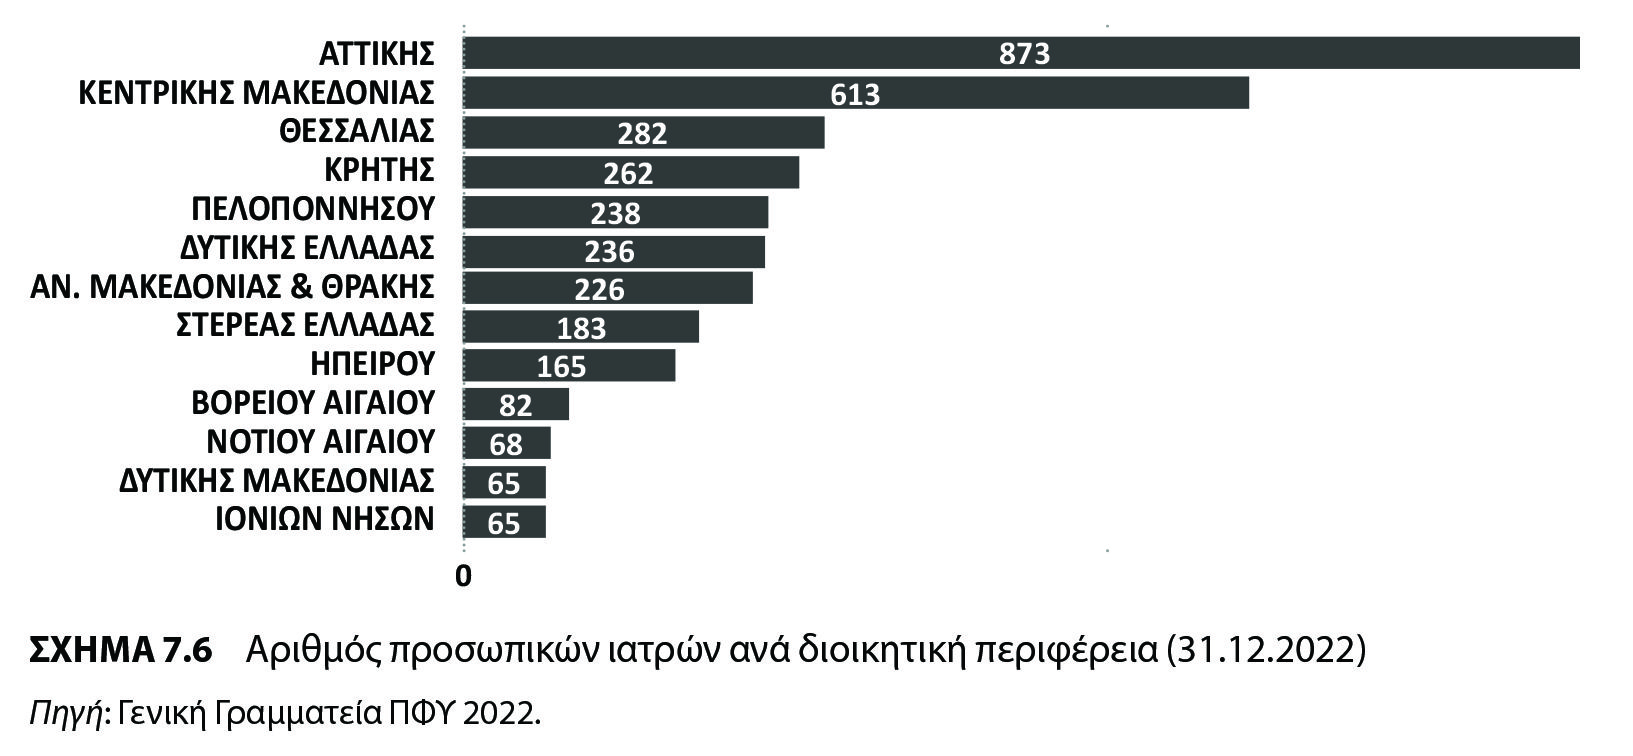 ΑΤΤΙΚΗΣ 873
ΚΕΝΤΡΙΚΗΣ ΜΑΚΕΔΟΝΙΑΣ 613
ΘΕΣΣΑΛΙΑΣ 282
ΚΡΗΤΗΣ 262
ΠΕΛΟΠΟΝΝΗΣΟΥ 238
ΔΥΤΙΚΗΣ ΕΛΛΑΔΑΣ 236
ΑΝ. ΜΑΚΕΔΟΝΙΑΣ & ΘΡΑΚΗΣ 226
ΣΤΕΡΕΑΣ ΕΛΛΑΔΑΣ 183
ΗΠΕΙΡΟΥ 165
ΒΟΡΕΙΟΥ ΑΙΓΑΙΟΥ 82
ΝΟΤΙΟΥ ΑΙΓΑΙΟΥ 68
ΔΥΤΙΚΗΣ ΜΑΚΕΔΟΝΙΑΣ 65
ΙΟΝΙΩΝ ΝΗΣΩΝ 65
0
ΣΧΗΜΑ 7.6 Αριθμός προσωπικών ιατρών ανά διοικητική περιφέρεια (31.12.2022)
Πηγή: Γενική Γραμματεία ΠΦΥ 2022.